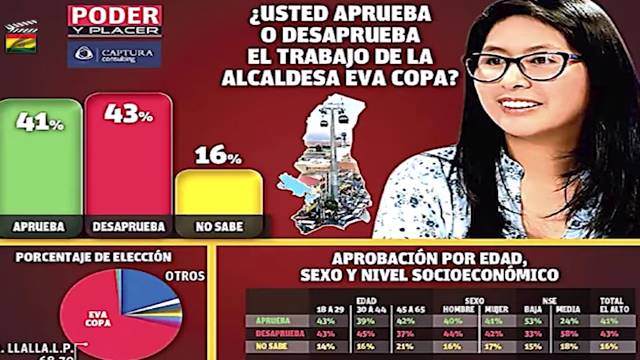 PODER
Y PLACER
CAPTURA
consulting
¿USTED APRUEBA
O DESAPRUEBA
EL TRABAJO DE LA
ALCALDESA EVA COPA?
41% 43% 16%
APRUEBA DESAPRUEBA NO SABE
PORCENTAJE DE ELECCIÓN
OTROS
EVA
COPA
. LLALLA.L.P.
APROBACIÓN POR EDAD,
SEXO Y NIVEL SOCIOECONÓMICO
EDAD SEXO NSE TOTAL
18 A 29 30 A 44 45 A 65 HOMBRE MUJER BAJA MEDIA EL ALTO
APRUEBA 43% 39% 42% 40% 41% 53% 24% 41%
DESAPRUEBA 43% 45% 37% 44% 42% 33% 58% 43%
NO SABE 14% 16% 21% 16% 17% 15% 18% 16%